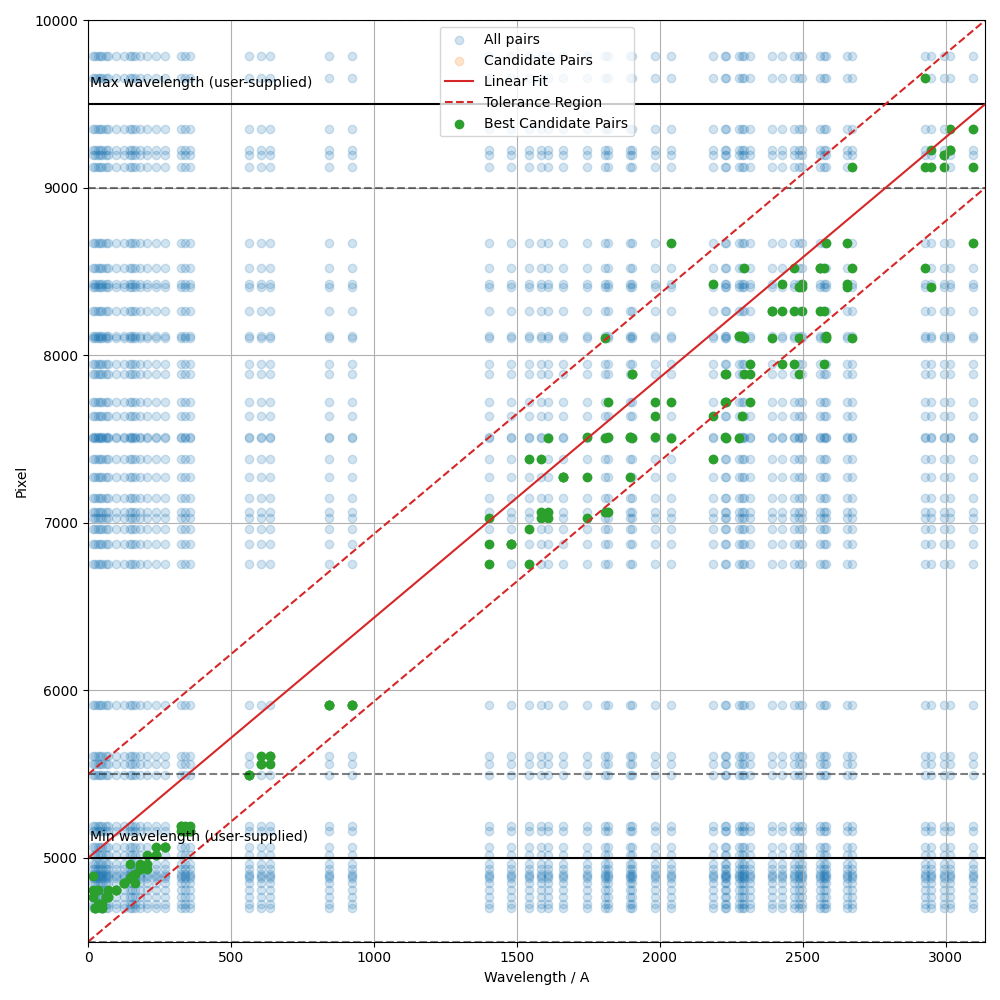 10000
All pairs
Candidate Pairs
Linear Fit
Tolerance Region
Best Candidate Pairs
Max wavelength (user-supplied)
9000
8000
7000
6000
5000
Min wavelength (user-supplied)
Pixel
0
500
1000
1500
2000
2500
3000
Wavelength / A